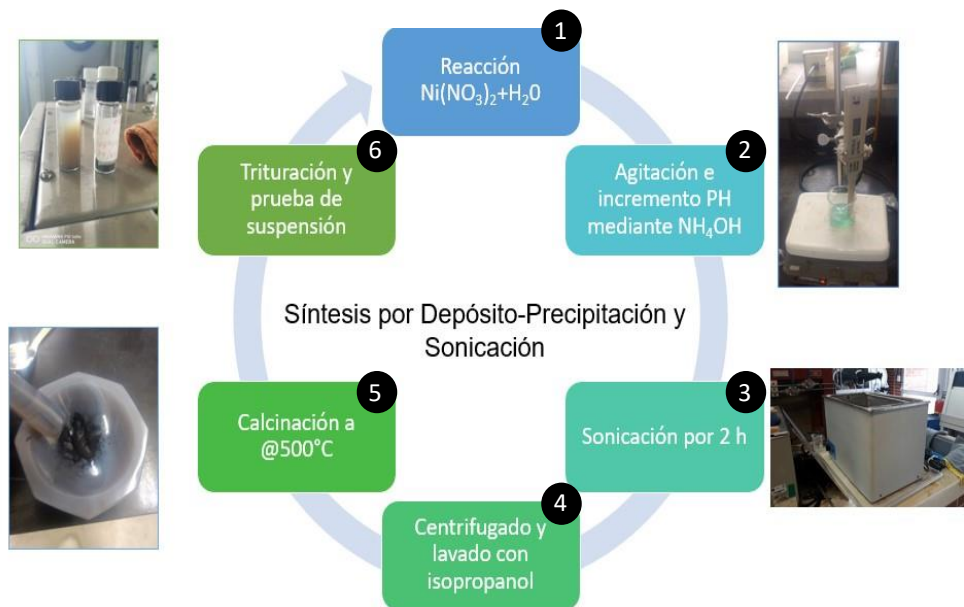 1
Reacción
Ni(NO₃)₂+H₂0
2
Agitación e
incremento PH
mediante NH₄OH
3
Sonicación por 2 h
4
Centrifugado y
lavado con
isopropanol
5
Calcinación a
@500°C
6
Trituración y
prueba de
suspensión
Síntesis por Depósito-Precipitación y
Sonicación